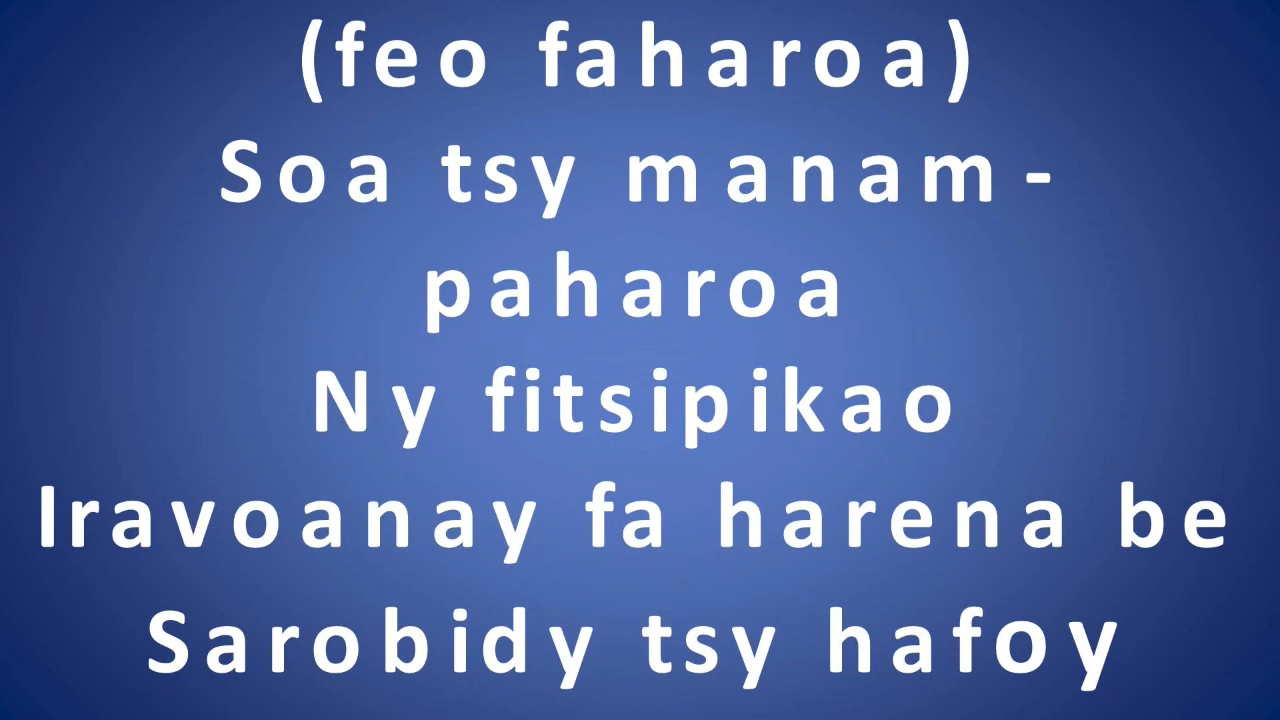 (feo faharoa)
Soa tsy manam-
paharoa
Ny fitsipikao
Iravoanay fa harena be
Sarobidy tsy hafoy